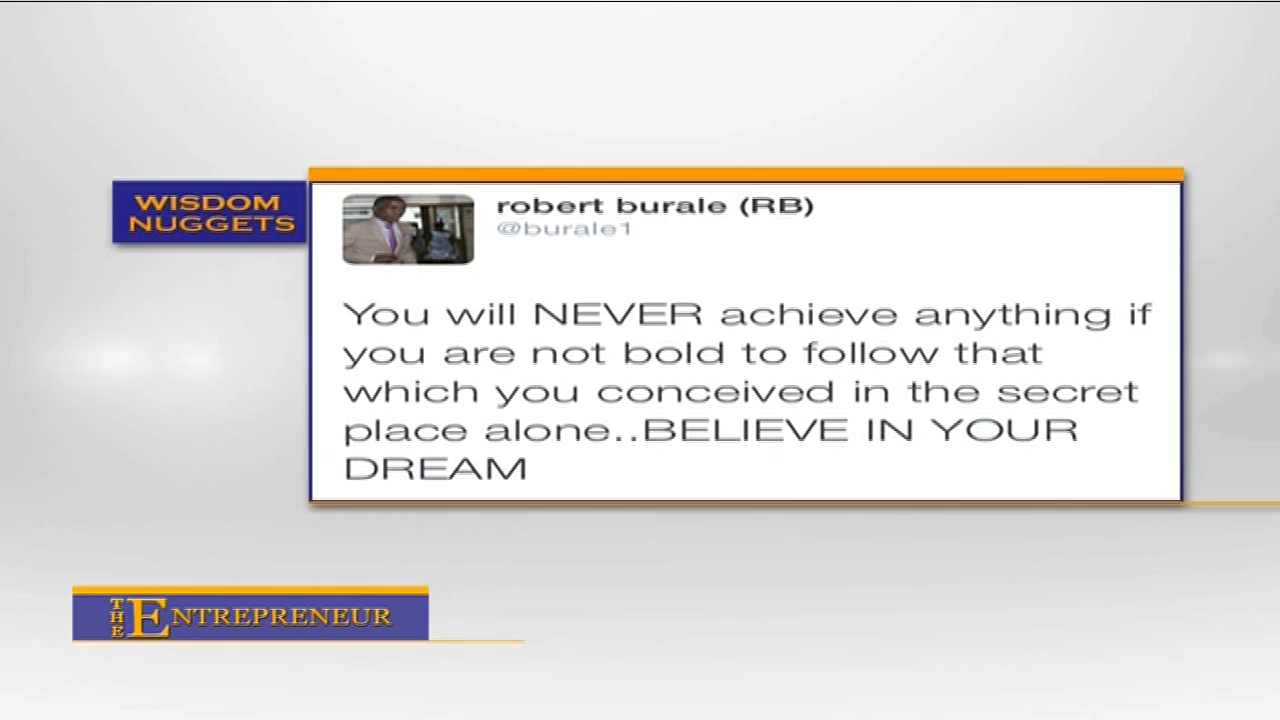 WISDOM
NUGGETS
robert burale (RB)
@burale1
You will NEVER achieve anything if
you are not bold to follow that
which you conceived in the secret
place alone..BELIEVE IN YOUR
DREAM
THE ENTREPRENEUR